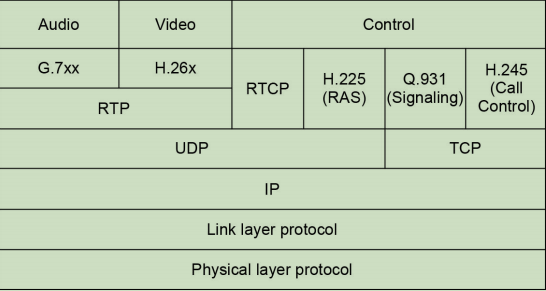 Audio
Video
Control
G.7xx
H.26x
RTCP
H.225
(RAS)
Q.931
(Signaling)
H.245
(Call
Control)
RTP
UDP
TCP
IP
Link layer protocol
Physical layer protocol